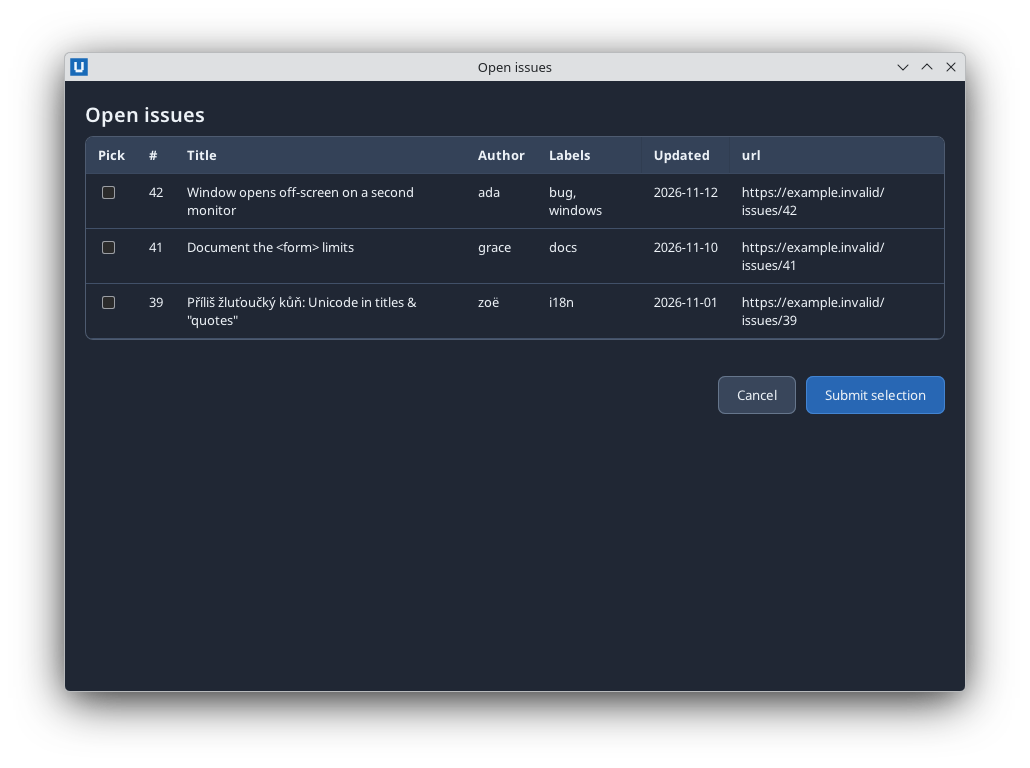 Open issues
Open issues
Pick # Title Author Labels Updated url
42 Window opens off-screen on a second ada bug, 2026-11-12 https://example.invalid/
monitor windows issues/42
41 Document the <form> limits grace docs 2026-11-10 https://example.invalid/
issues/41
39 Příliš žluťoučký kůň: Unicode in titles & zoë i18n 2026-11-01 https://example.invalid/
"quotes" issues/39
Cancel Submit selection